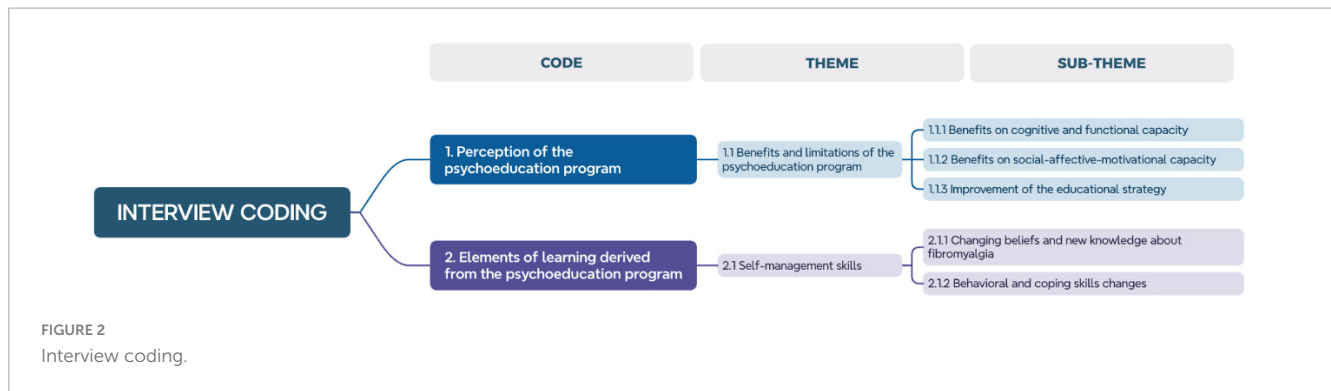 CODE
THEME
SUB-THEME
INTERVIEW CODING
1. Perception of the
psychoeducation program
1.1 Benefits and limitations of the
psychoeducation program
1.1.1 Benefits on cognitive and functional capacity
1.1.2 Benefits on social-affective-motivational capacity
1.1.3 Improvement of the educational strategy
2. Elements of learning derived
from the psychoeducation program
2.1 Self-management skills
2.1.1 Changing beliefs and new knowledge about
fibromyalgia
2.1.2 Behavioral and coping skills changes
FIGURE 2
Interview coding.